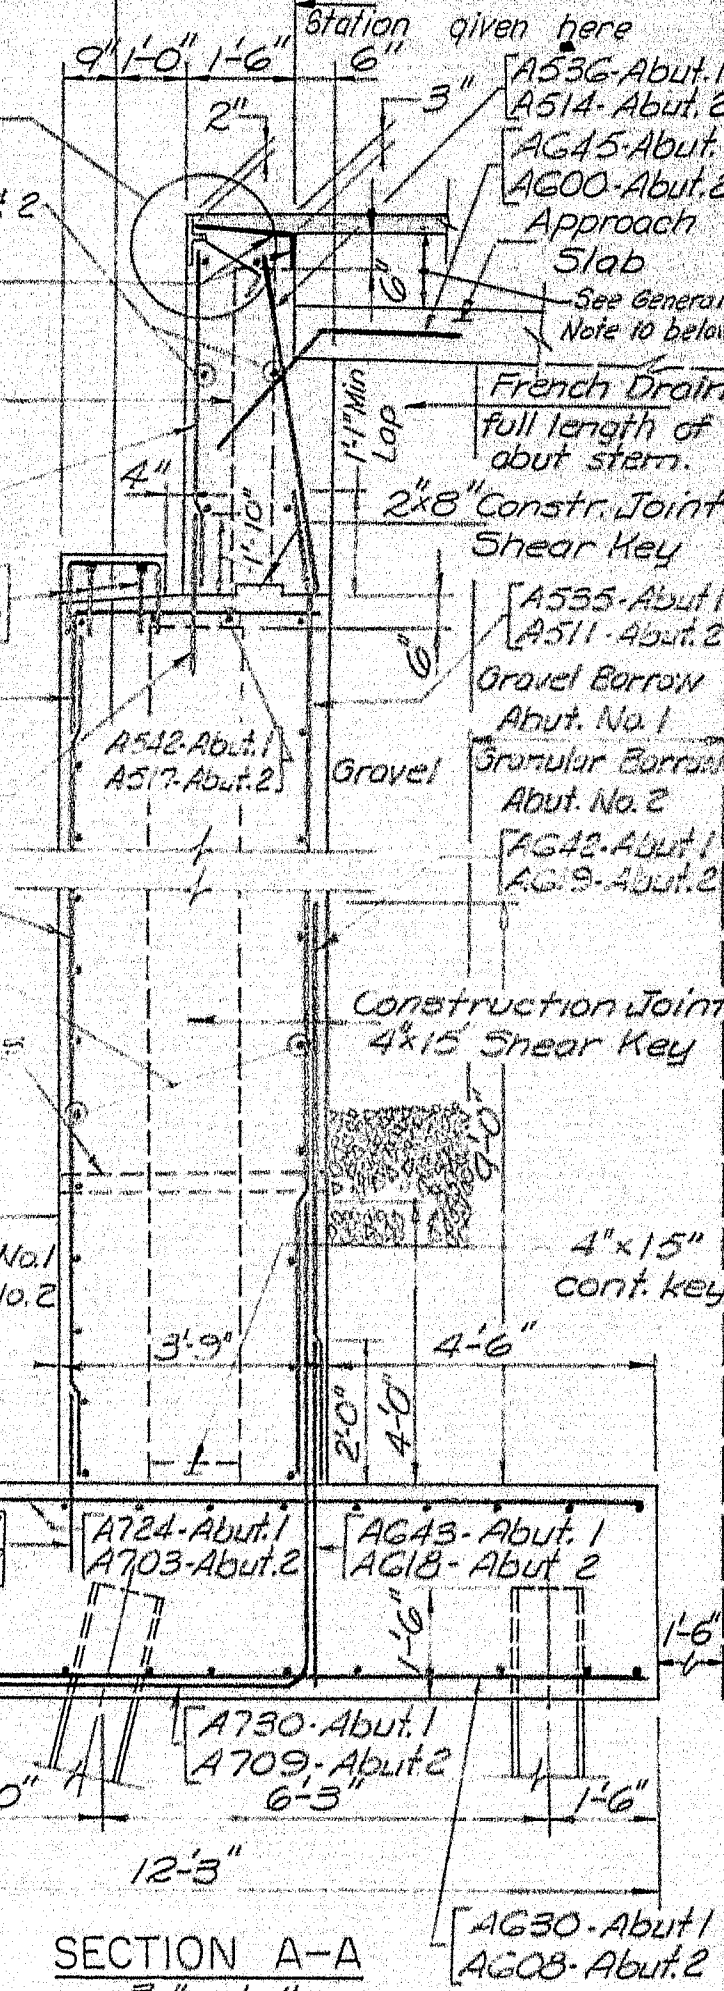 Station given here
9" 1'-0" 1'-6" 6"
A536-Abut.1
A514-Abut. 2
2"
3"
A645-Abut.
A600-Abut.2
Approach
Slab
2
6"
See General
Note 10 below
French Drain
full length of
abut stem.
1'-1" Min
Lap
4"
1'-10"
2"x8" Constr. Joint
Shear Key
A535-Abut 1
A511-Abut. 2
6"
Gravel Borrow
Abut. No. 1
Granular Borrow
Abut. No. 2
A542-Abut.1
A517-Abut.2
Gravel
A642-Abut 1
A619-Abut.2
Construction Joint
4"x15" Shear Key
9'-0"
No.1
No.2
4"x15"
cont. key
3'-9"
4'-6"
2'-0"
4'-0"
A724-Abut.1
A703-Abut.2
A643-Abut. 1
A618-Abut 2
1'-6"
1'-6"
A730-Abut.1
A709-Abut.2
0"
6'-3"
1'-6"
12'-3"
A630-Abut 1
A608-Abut.2
SECTION A-A